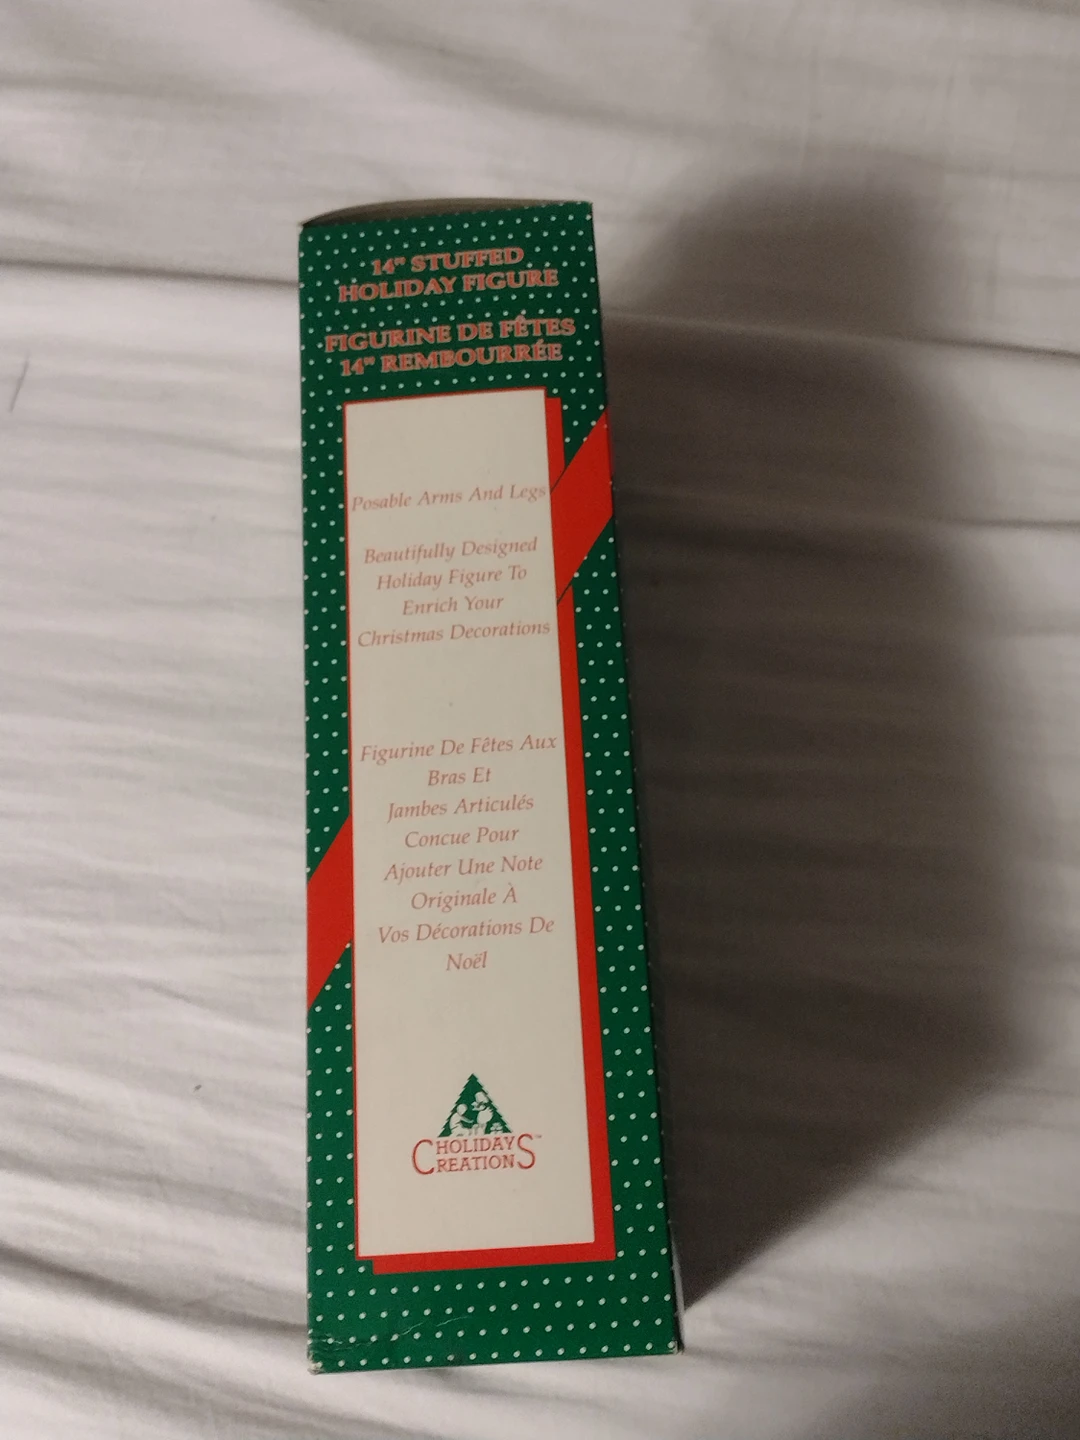 14" STUFFED
HOLIDAY FIGURE
FIGURINE DE FÊTES
14" REMBOURRÉE
Posable Arms And Legs
Beautifully Designed
Holiday Figure To
Enrich Your
Christmas Decorations
Figurine De Fêtes Aux
Bras Et
Jambes Articulés
Concue Pour
Ajouter Une Note
Originale À
Vos Décorations De
Noël
HOLIDAY
CREATIONS™